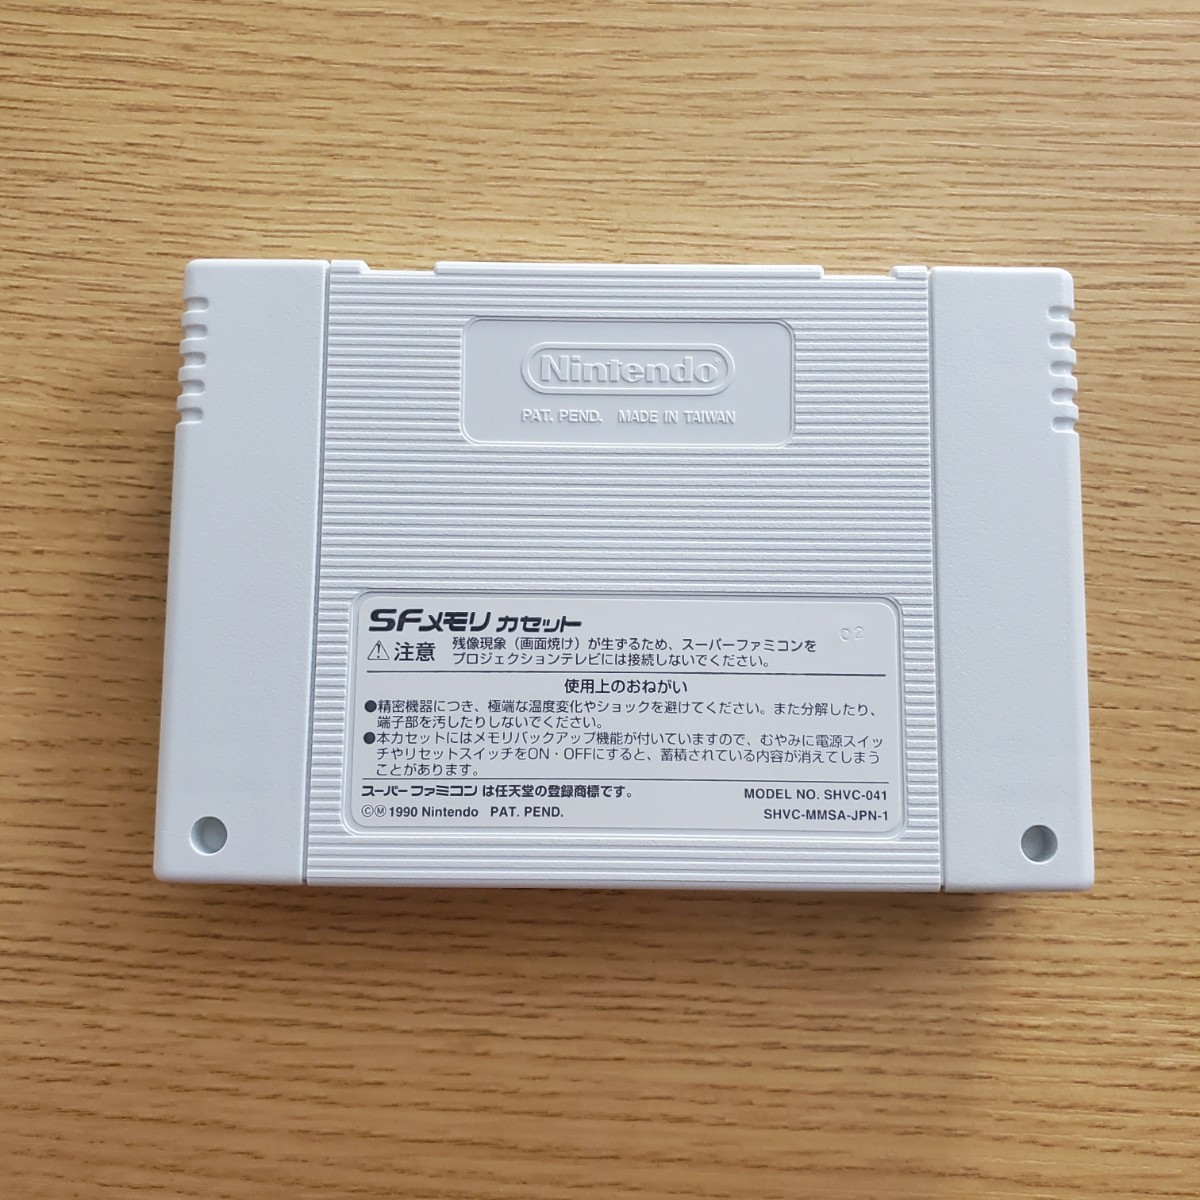 Nintendo
PAT. PEND. MADE IN TAIWAN
SFメモリ カセット
02
注意 残像現象（画面焼け）が生ずるため、スーパーファミコンを
プロジェクションテレビには接続しないでください。
使用上のおねがい
●精密機器につき、極端な温度変化やショックを避けてください。また分解したり、
端子部を汚したりしないでください。
●本カセットにはメモリバックアップ機能が付いていますので、むやみに電源スイッ
チやリセットスイッチをON・OFFにすると、蓄積されている内容が消えてしまう
ことがあります。
スーパーファミコン は任天堂の登録商標です。
MODEL NO. SHVC-041
ⒸⓂ 1990 Nintendo PAT. PEND.
SHVC-MMSA-JPN-1